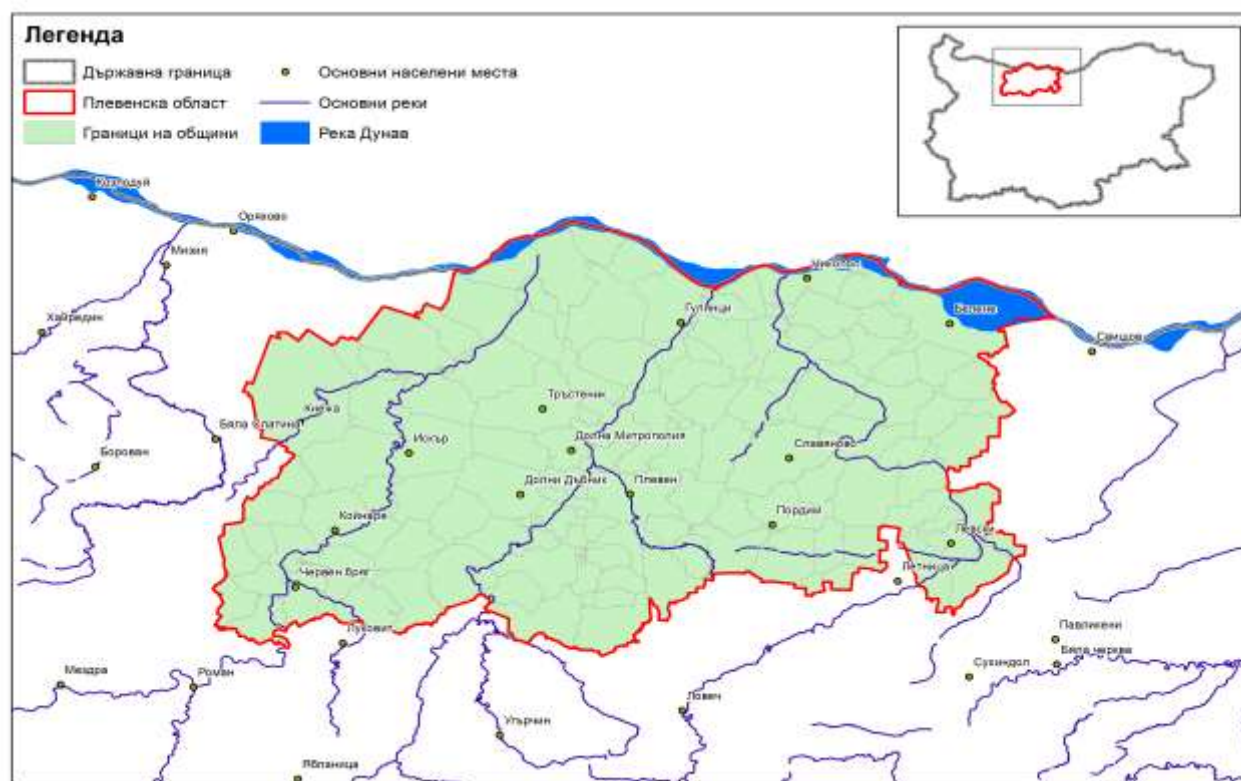 Легенда
Държавна граница
Основни населени места
Плевенска област
Основни реки
Граници на общини
Река Дунав
Козлодуй
Оряхово
Мизия
Никопол
Хайредин
Гулянци
Белене
Свищов
Тръстеник
Кнежа
Бяла Слатина
Искър
Долна Митрополия
Славяново
Борован
Долни Дъбник
Плевен
Койнаре
Пордим
Левски
Червен бряг
Летница
Луковит
Павликени
Бяла черква
Мездра
Роман
Сухиндол
Ловеч
Угърчин
Ябланица